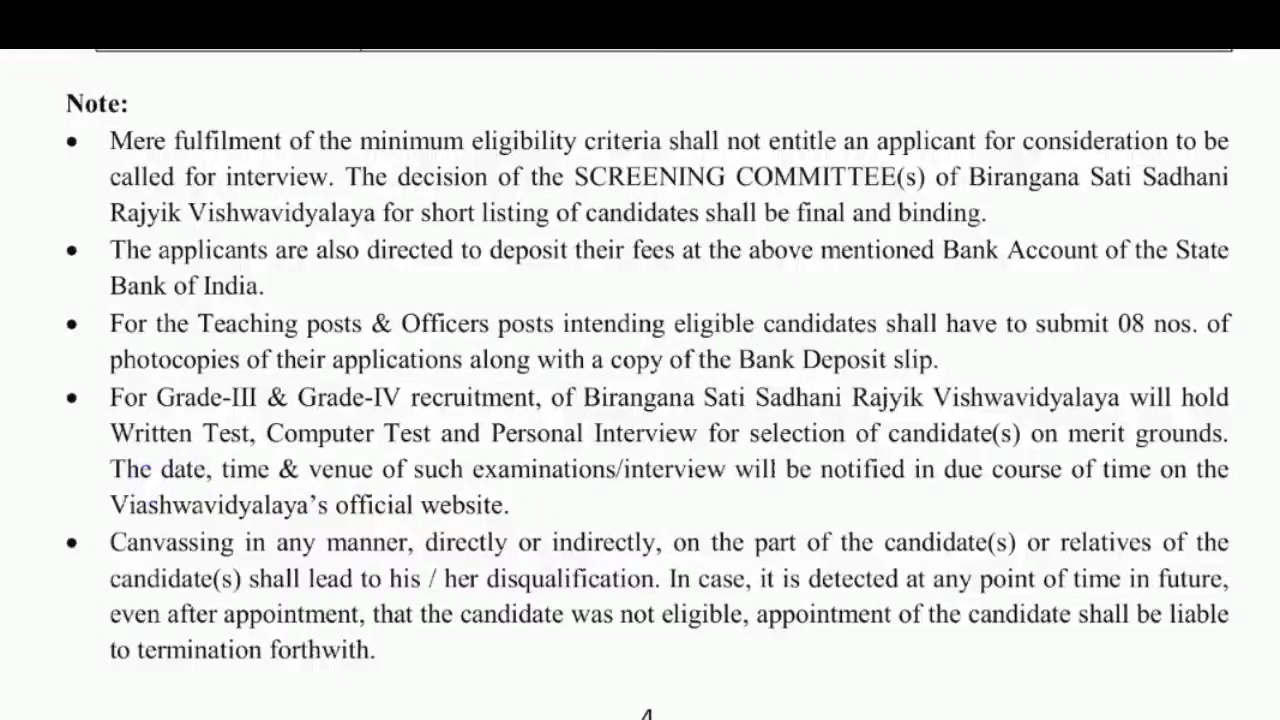 Note:
• Mere fulfilment of the minimum eligibility criteria shall not entitle an applicant for consideration to be
called for interview. The decision of the SCREENING COMMITTEE(s) of Birangana Sati Sadhani
Rajyik Vishwavidyalaya for short listing of candidates shall be final and binding.
• The applicants are also directed to deposit their fees at the above mentioned Bank Account of the State
Bank of India.
• For the Teaching posts & Officers posts intending eligible candidates shall have to submit 08 nos. of
photocopies of their applications along with a copy of the Bank Deposit slip.
• For Grade-III & Grade-IV recruitment, of Birangana Sati Sadhani Rajyik Vishwavidyalaya will hold
Written Test, Computer Test and Personal Interview for selection of candidate(s) on merit grounds.
The date, time & venue of such examinations/interview will be notified in due course of time on the
Viashwavidyalaya's official website.
• Canvassing in any manner, directly or indirectly, on the part of the candidate(s) or relatives of the
candidate(s) shall lead to his / her disqualification. In case, it is detected at any point of time in future,
even after appointment, that the candidate was not eligible, appointment of the candidate shall be liable
to termination forthwith.
4